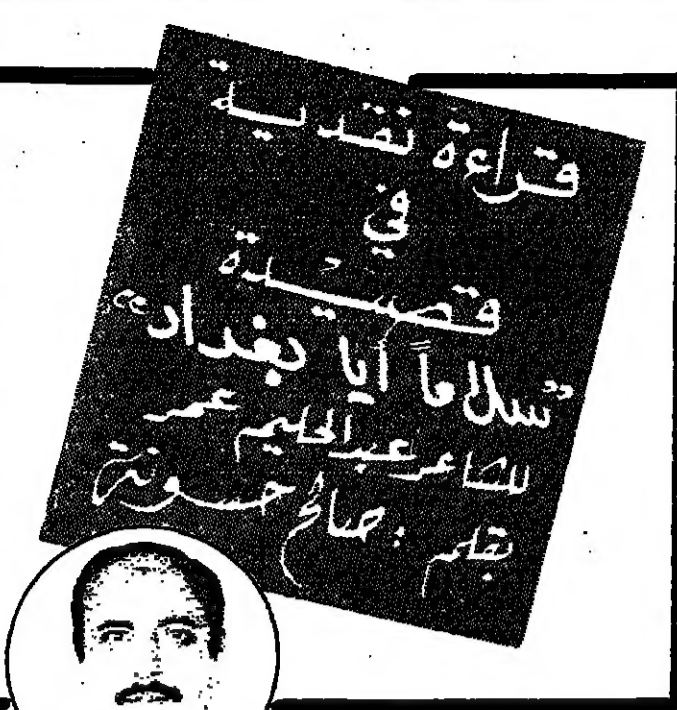 قراءة نقدية
في
قصيدة
"سلاماً أيا بغداد"
للشاعر عبدالحليم عمر
بقلم : صالح حسونة